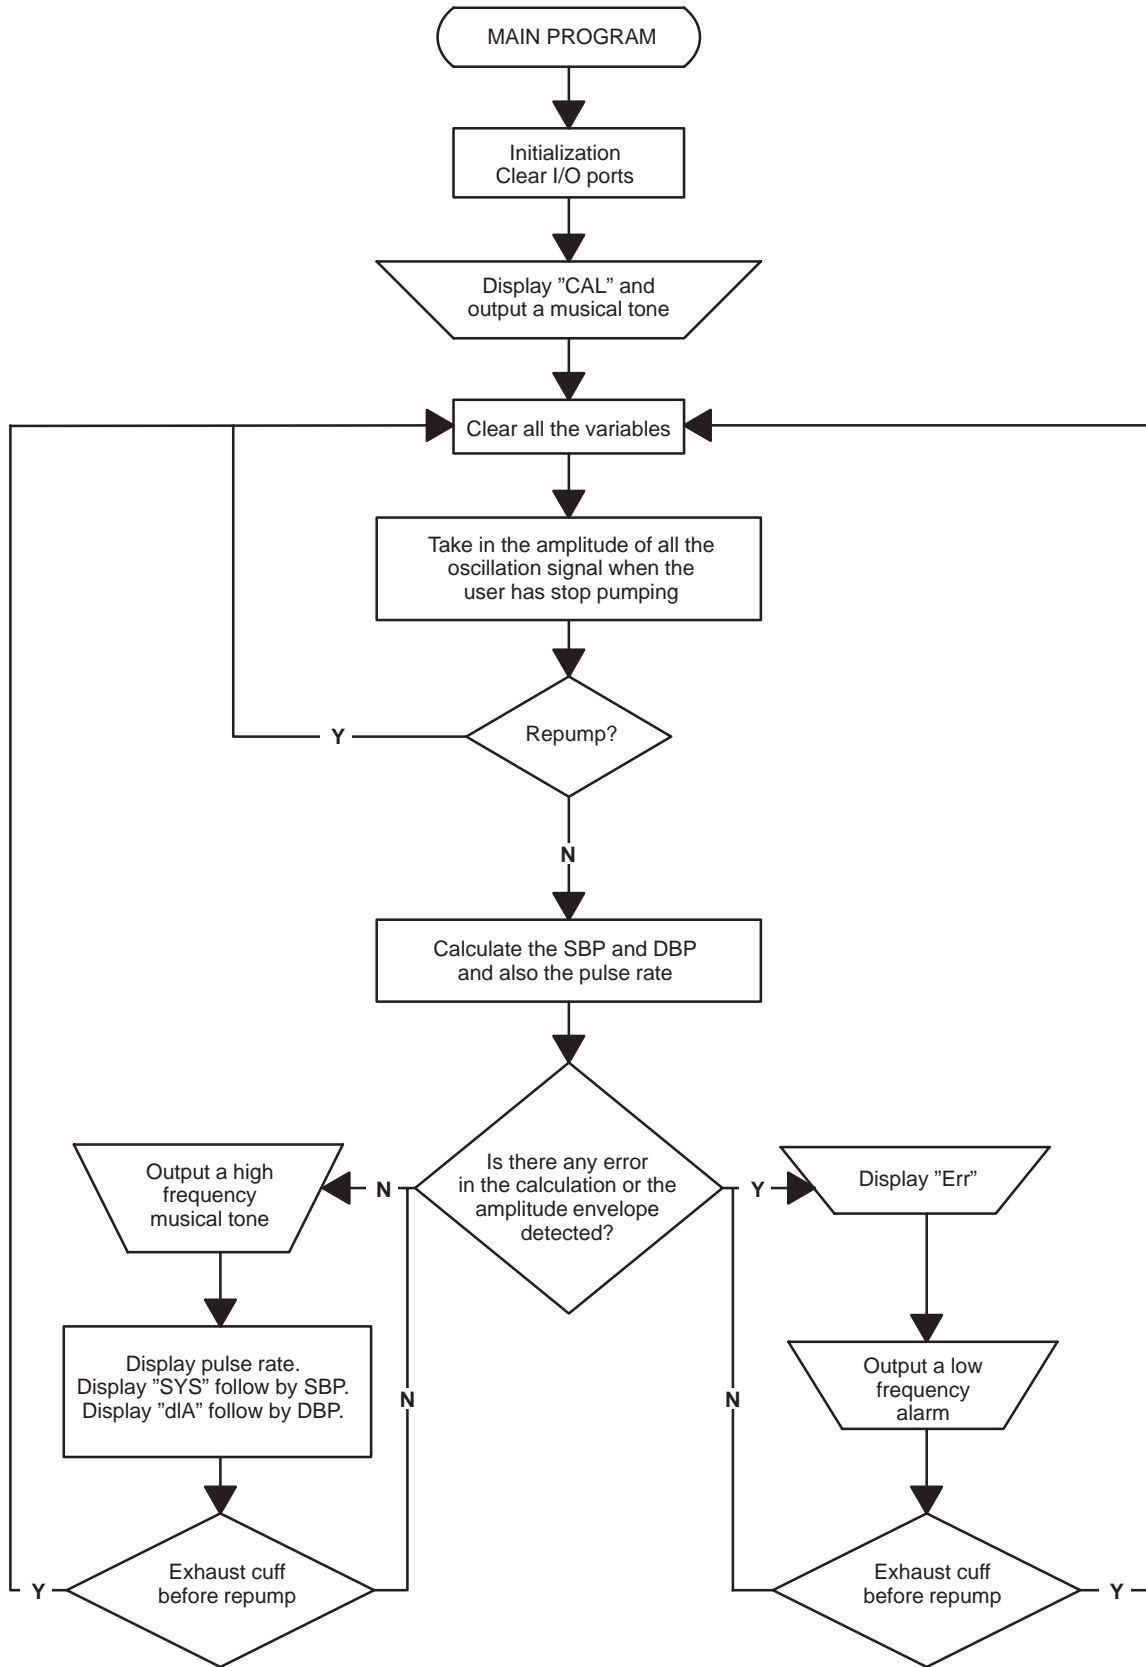 MAIN PROGRAM
Initialization
Clear I/O ports
Display ”CAL” and
output a musical tone
Clear all the variables
Take in the amplitude of all the
oscillation signal when the
user has stop pumping
Repump?
Y
N
Calculate the SBP and DBP
and also the pulse rate
Is there any error
in the calculation or the
amplitude envelope
detected?
N
Y
Output a high
frequency
musical tone
Display ”Err”
Display pulse rate.
Display ”SYS” follow by SBP.
Display ”dIA” follow by DBP.
N
N
Output a low
frequency
alarm
Exhaust cuff
before repump
Y
Exhaust cuff
before repump
Y